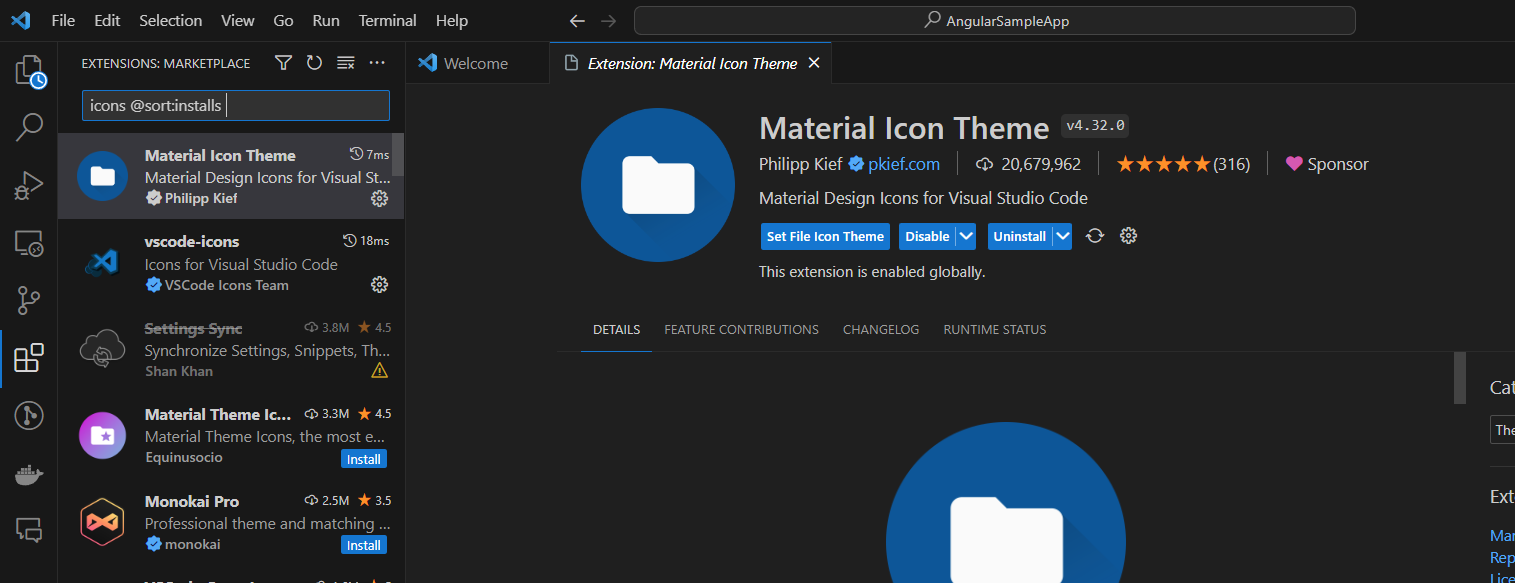 File Edit Selection View Go Run Terminal Help
AngularSampleApp
EXTENSIONS: MARKETPLACE
icons @sort:installs
Material Icon Theme 7ms
Material Design Icons for Visual St...
Philipp Kief
vscode-icons 18ms
Icons for Visual Studio Code
VSCode Icons Team
Settings Sync 3.8M 4.5
Synchronize Settings, Snippets, Th...
Shan Khan
Material Theme Ic... 3.3M 4.5
Material Theme Icons, the most e...
Equinusocio Install
Monokai Pro 2.5M 3.5
Professional theme and matching ...
monokai Install
Welcome Extension: Material Icon Theme
Material Icon Theme v4.32.0
Philipp Kief pkief.com 20,679,962 (316) Sponsor
Material Design Icons for Visual Studio Code
Set File Icon Theme Disable Uninstall
This extension is enabled globally.
DETAILS FEATURE CONTRIBUTIONS CHANGELOG RUNTIME STATUS
Cat
The
Ext
Mar
Rep